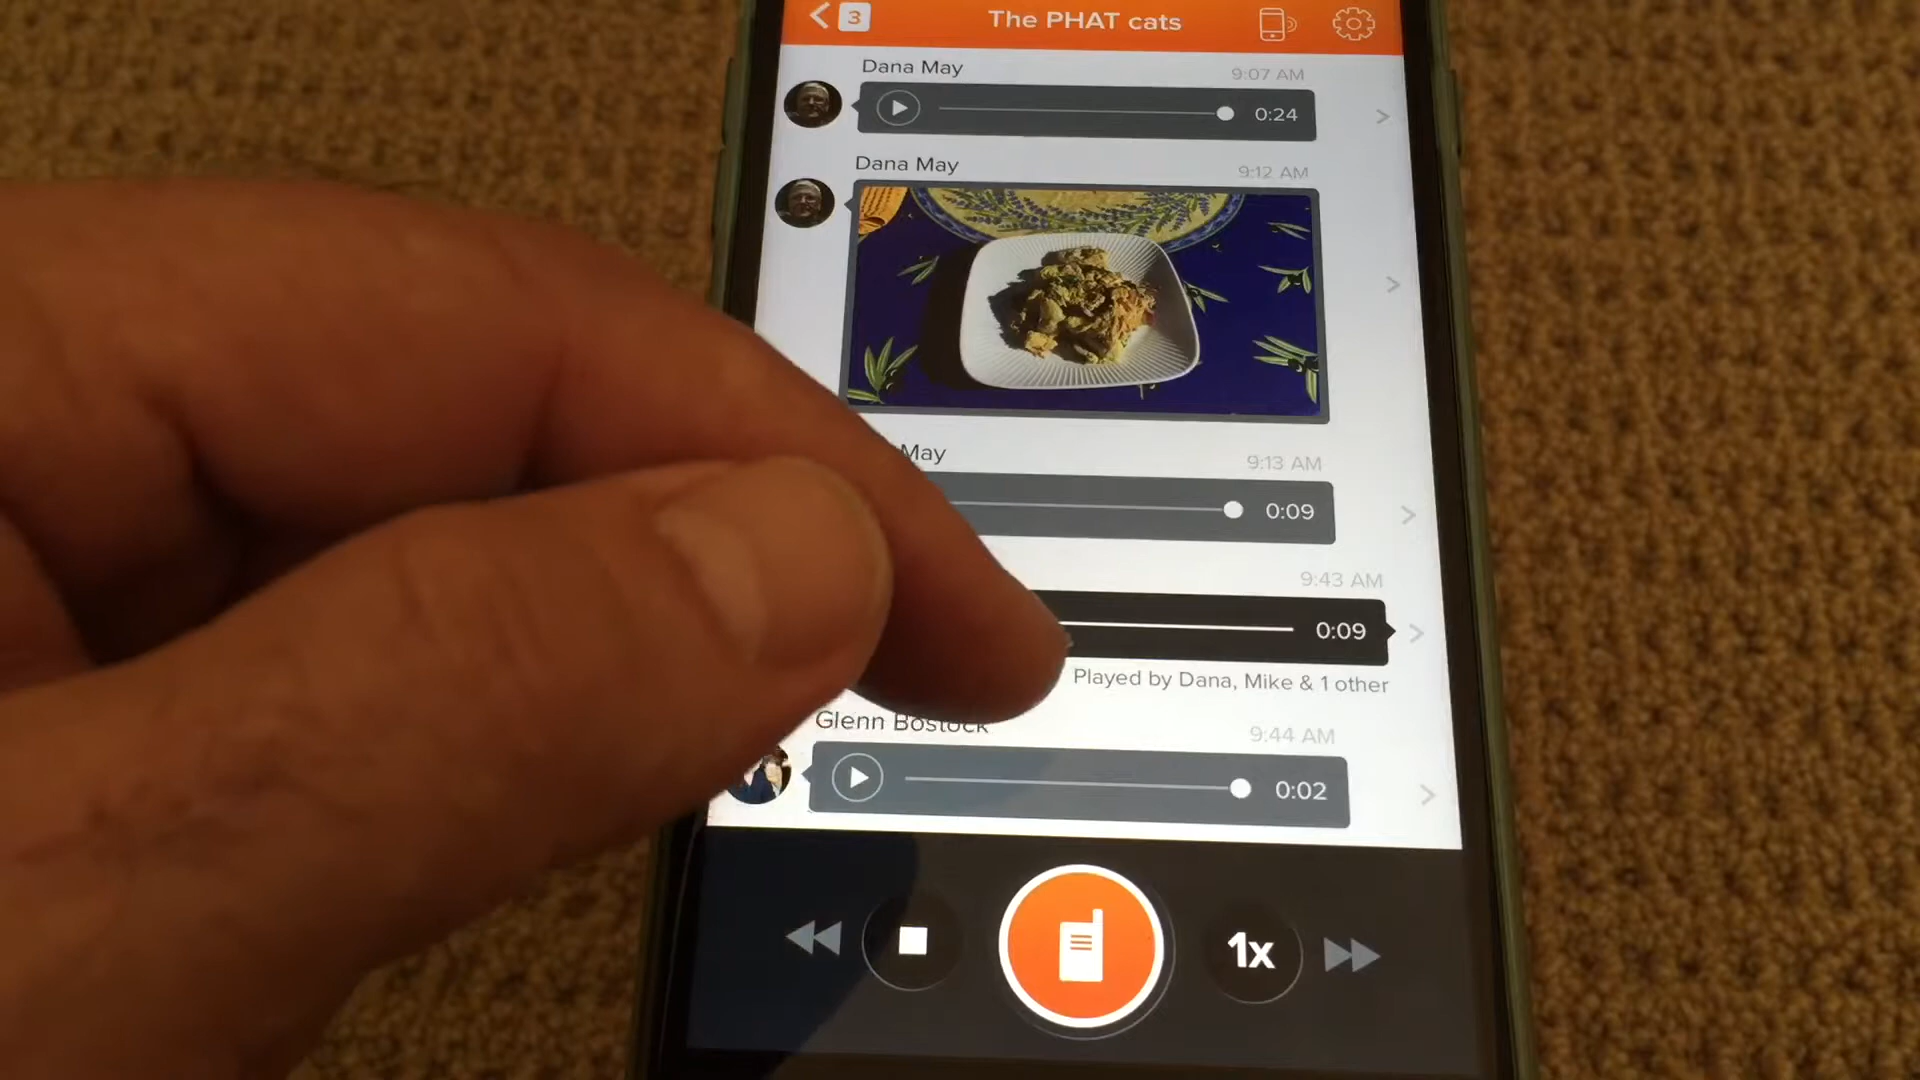 3
The PHAT cats
Dana May
9:07 AM
0:24
Dana May
9:12 AM
May
9:13 AM
0:09
9:43 AM
0:09
Played by Dana, Mike & 1 other
Glenn Bostock
9:44 AM
0:02
1x